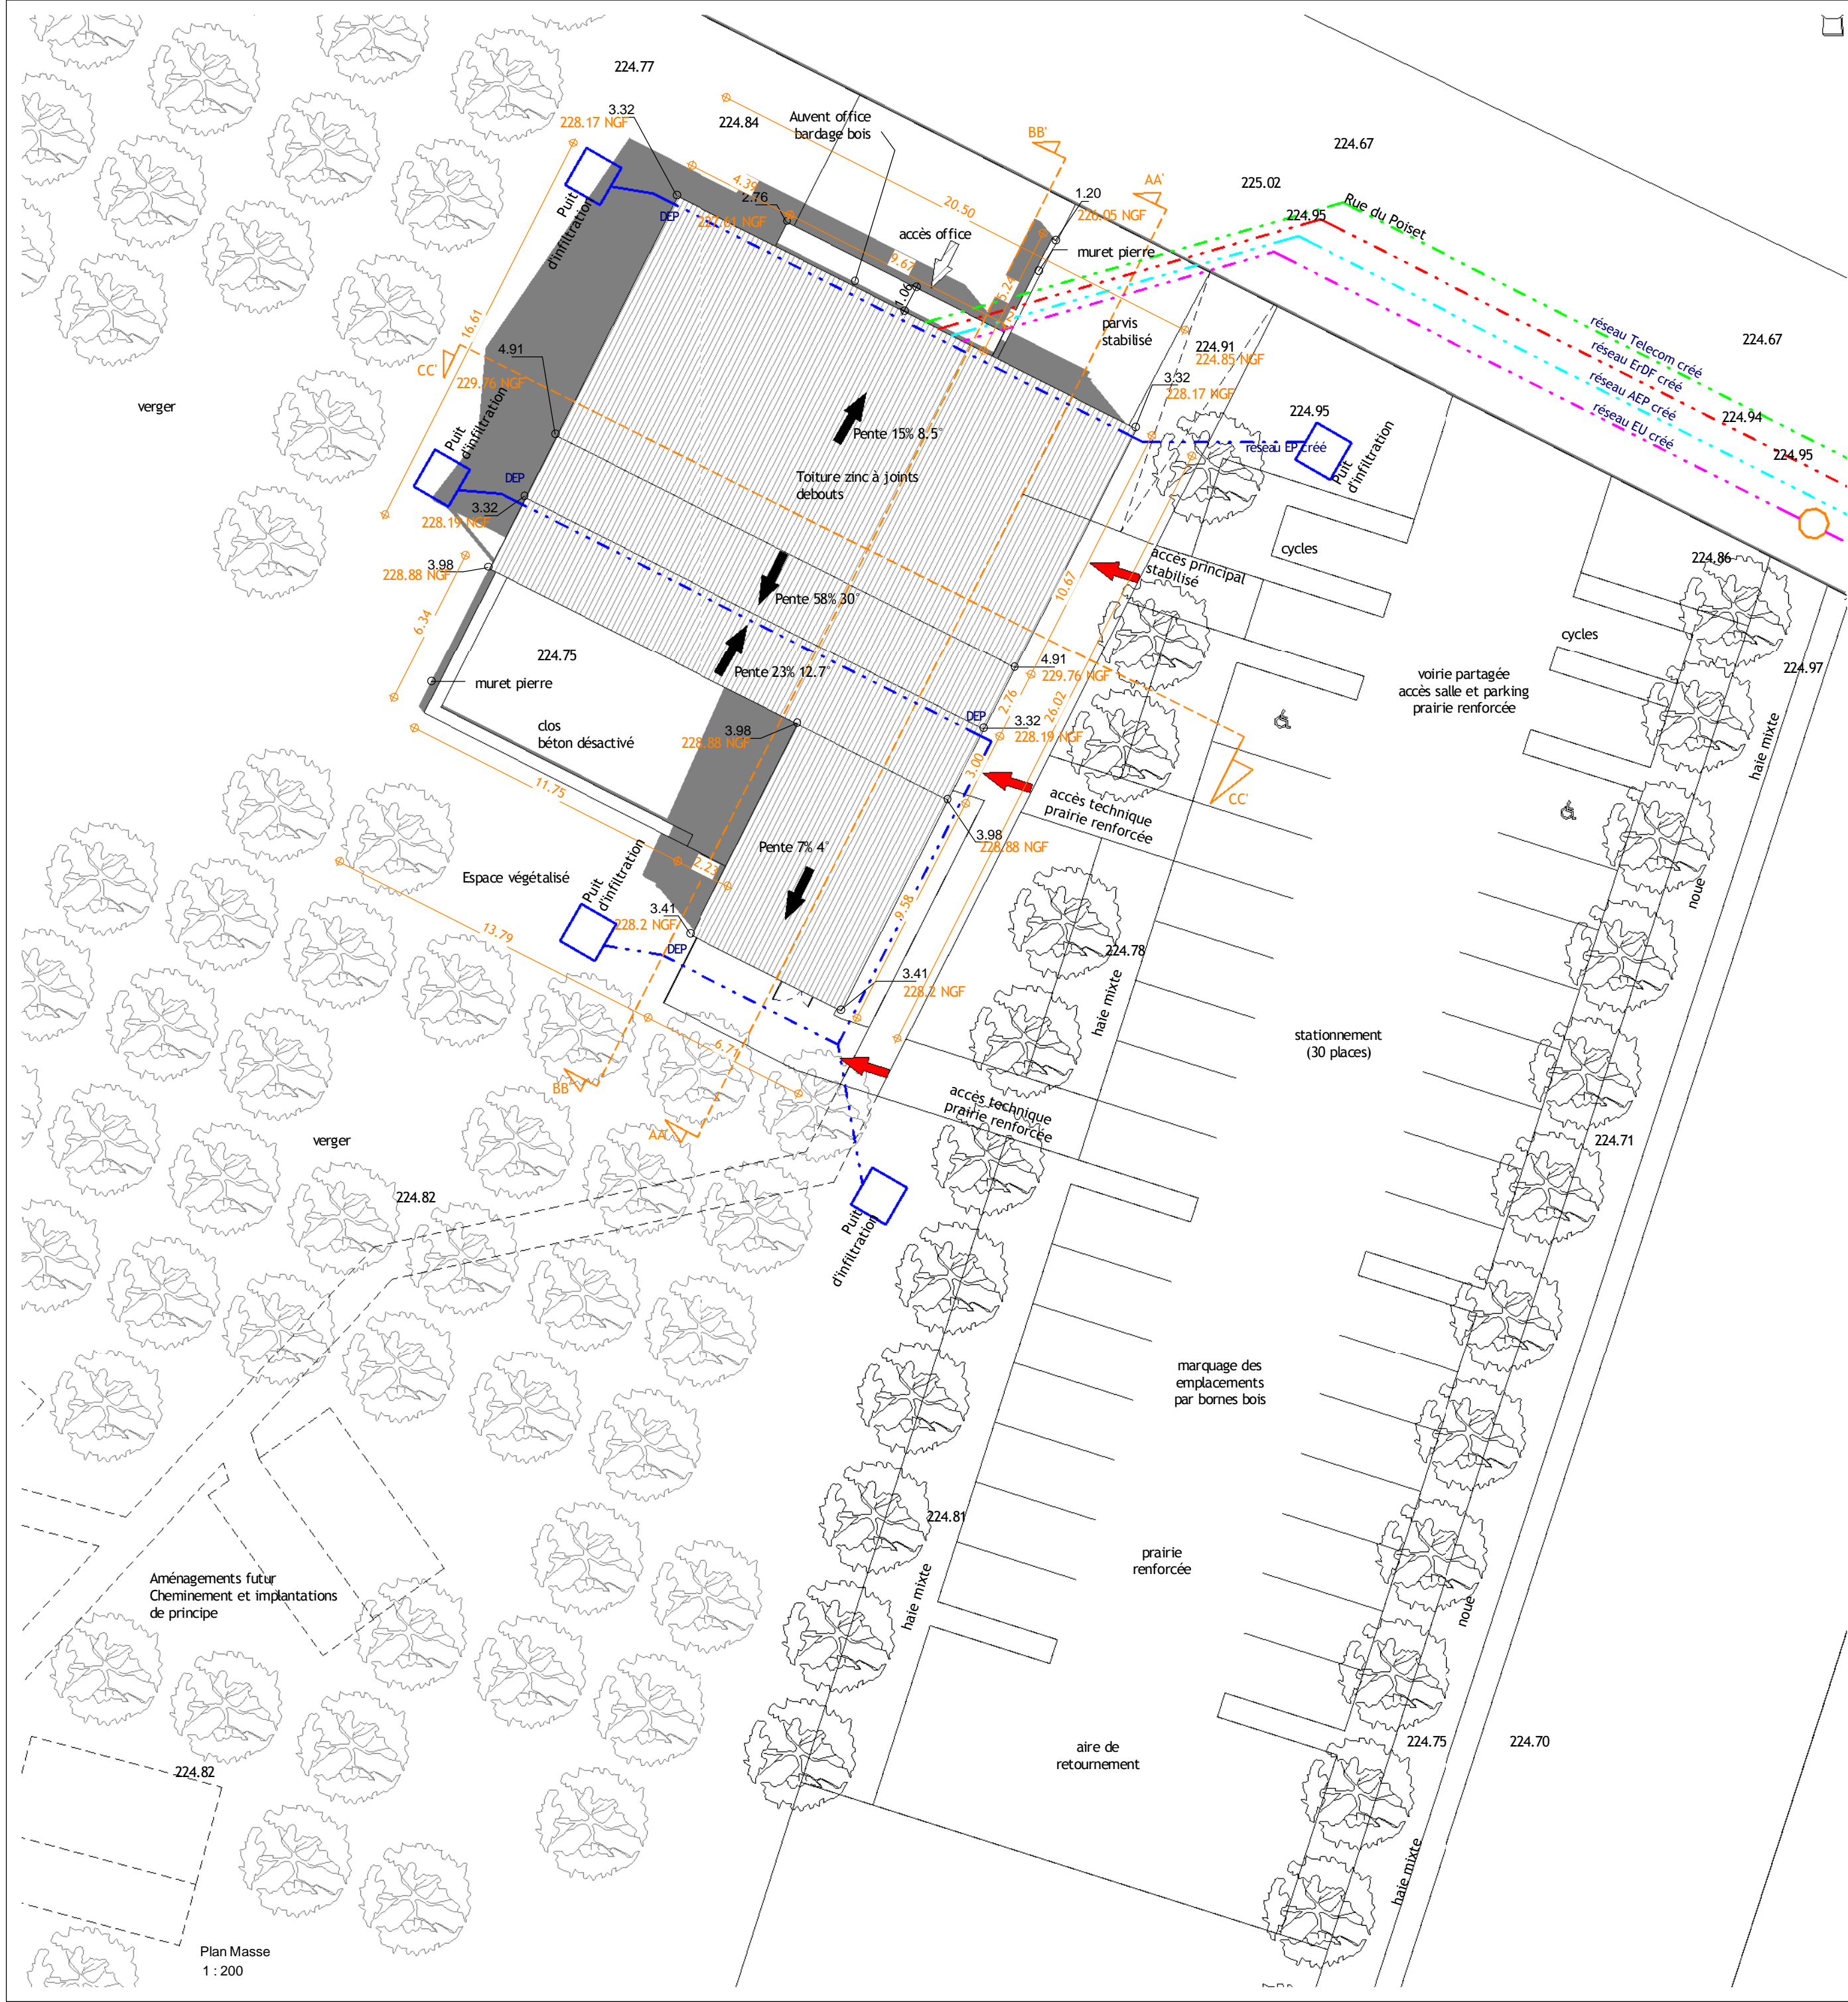 224.77
3.32
228.17 NGF
224.84
Auvent office
bardage bois
BB'
224.67
AA'
225.02
1.20
226.05 NGF
224.95
Rue du Poiset
4.39
2.76
227.61 NGF
20.50
accès office
muret pierre
Puit
d'infiltration
DEP
9.67
1.06
5.24
parvis
stabilisé
224.91
224.85 NGF
réseau Telecom créé
réseau ErDF créé
réseau AEP créé
réseau EU créé
224.67
224.94
224.95
16.61
CC'
4.91
229.76 NGF
3.32
228.17 NGF
224.95
réseau EP créé
Puit
d'infiltration
verger
Puit
d'infiltration
Pente 15% 8.5°
Toiture zinc à joints
debouts
DEP
3.32
228.19 NGF
3.98
228.88 NGF
cycles
accès principal
stabilisé
10.67
Pente 58% 30°
224.86
cycles
6.34
224.75
muret pierre
Pente 23% 12.7°
4.91
229.76 NGF
voirie partagée
accès salle et parking
prairie renforcée
224.97
haie mixte
clos
béton désactivé
3.98
228.88 NGF
DEP
3.32
228.19 NGF
2.76
26.02
3.00
CC'
11.75
accès technique
prairie renforcée
3.98
228.88 NGF
Pente 7% 4°
2.23
Espace végétalisé
Puit
d'infiltration
noue
9.58
13.79
3.41
228.2 NGF
DEP
3.41
228.2 NGF
224.78
haie mixte
stationnement
(30 places)
6.71
BB'
AA'
accès technique
prairie renforcée
verger
224.82
224.71
Puit
d'infiltration
marquage des
emplacements
par bornes bois
224.81
prairie
renforcée
haie mixte
noue
Aménagements futur
Cheminement et implantations
de principe
aire de
retournement
224.75
224.70
224.82
haie mixte
Plan Masse
1 : 200